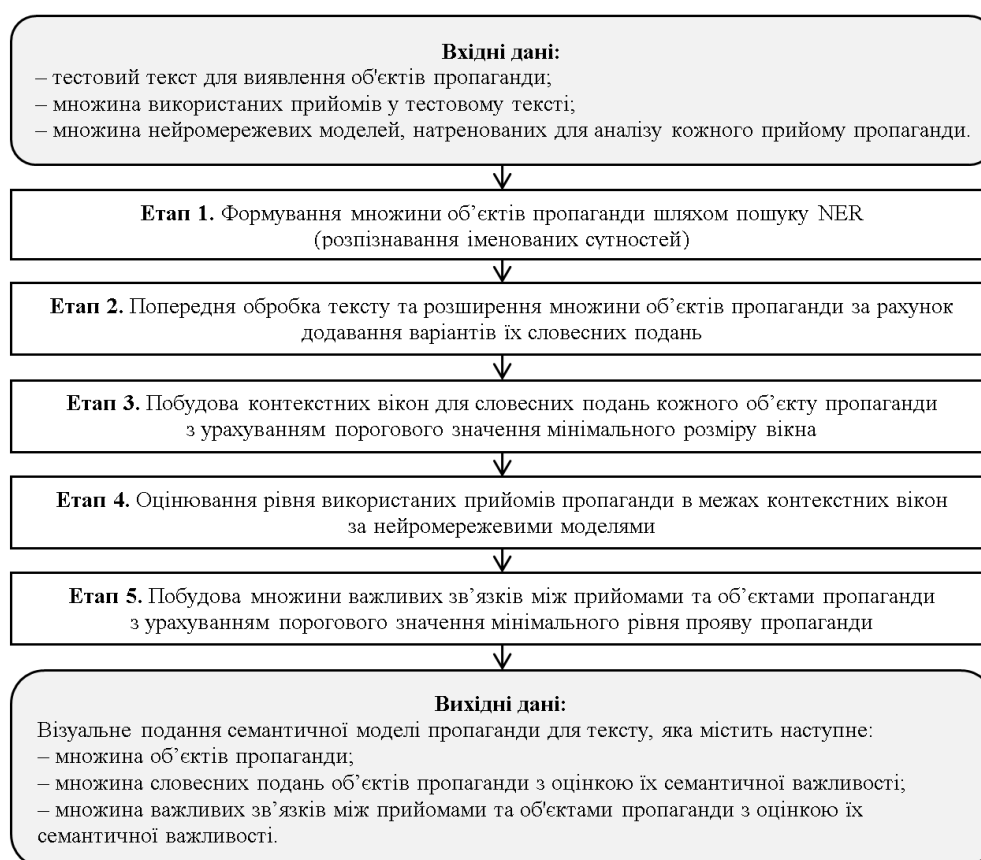 Вхідні дані:
– тестовий текст для виявлення об'єктів пропаганди;
– множина використаних прийомів у тестовому тексті;
– множина нейромережевих моделей, натренованих для аналізу кожного прийому пропаганди.
Етап 1. Формування множини об’єктів пропаганди шляхом пошуку NER
(розпізнавання іменованих сутностей)
Етап 2. Попередня обробка тексту та розширення множини об’єктів пропаганди за рахунок
додавання варіантів їх словесних подань
Етап 3. Побудова контекстних вікон для словесних подань кожного об’єкту пропаганди
з урахуванням порогового значення мінімального розміру вікна
Етап 4. Оцінювання рівня використаних прийомів пропаганди в межах контекстних вікон
за нейромережевими моделями
Етап 5. Побудова множини важливих зв’язків між прийомами та об’єктами пропаганди
з урахуванням порогового значення мінімального рівня прояву пропаганди
Вихідні дані:
Візуальне подання семантичної моделі пропаганди для тексту, яка містить наступне:
– множина об’єктів пропаганди;
– множина словесних подань об’єктів пропаганди з оцінкою їх семантичної важливості;
– множина важливих зв’язків між прийомами та об'єктами пропаганди з оцінкою їх
семантичної важливості.